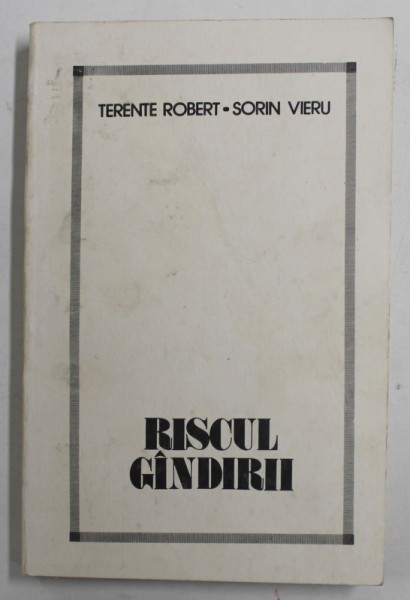 TERENTE ROBERT • SORIN VIERU
RISCUL
GÎNDIRII